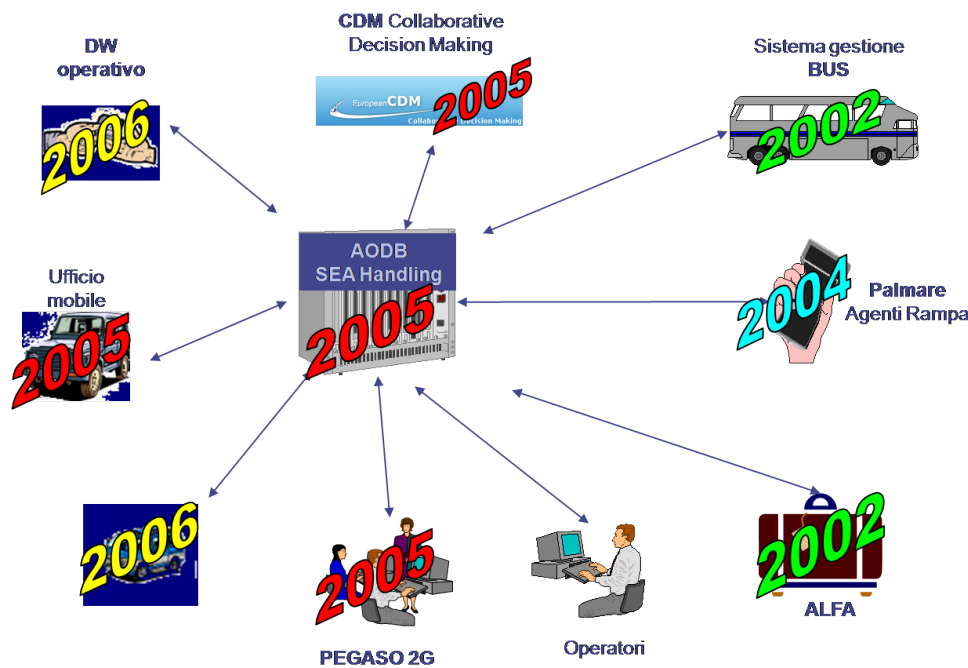 CDM Collaborative
Decision Making
DW
operativo
Sistema gestione
BUS
2006
EuropeanCDM
Collaborative Decision Making
2005
2002
AODB
SEA Handling
2005
Ufficio
mobile
2005
2004
Palmare
Agenti Rampa
2006
2005
PEGASO 2G
Operatori
2002
ALFA